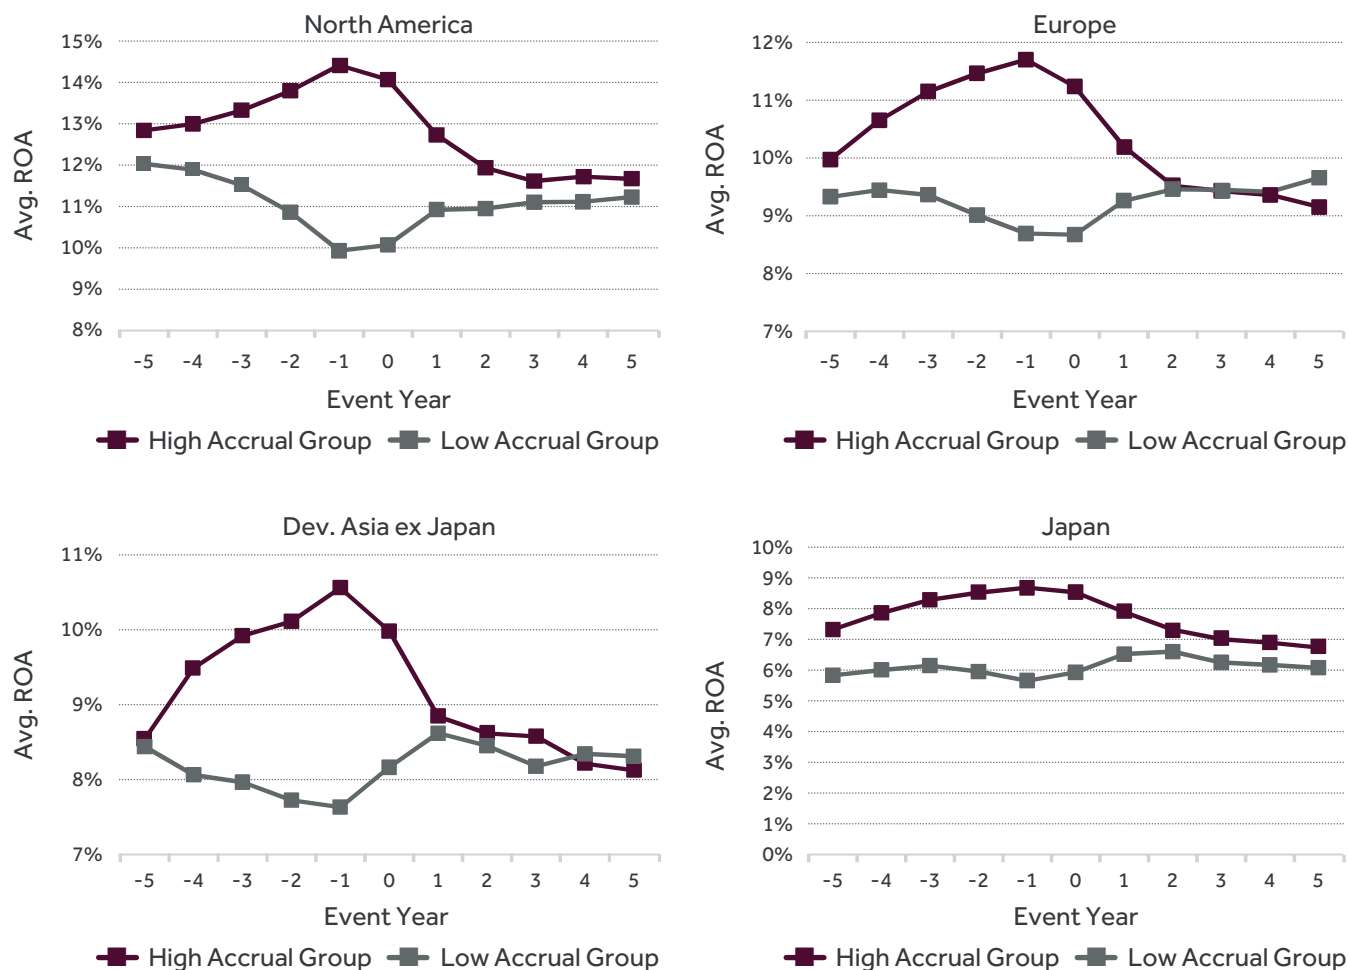 North America
15%
14%
13%
12%
11%
10%
9%
8%
Avg. ROA
-5 -4 -3 -2 -1 0 1 2 3 4 5
Event Year
High Accrual Group Low Accrual Group
Europe
12%
11%
10%
9%
8%
7%
Avg. ROA
-5 -4 -3 -2 -1 0 1 2 3 4 5
Event Year
High Accrual Group Low Accrual Group
Dev. Asia ex Japan
11%
10%
9%
8%
7%
Avg. ROA
-5 -4 -3 -2 -1 0 1 2 3 4 5
Event Year
High Accrual Group Low Accrual Group
Japan
10%
9%
8%
7%
6%
5%
4%
3%
2%
1%
0%
Avg. ROA
-5 -4 -3 -2 -1 0 1 2 3 4 5
Event Year
High Accrual Group Low Accrual Group